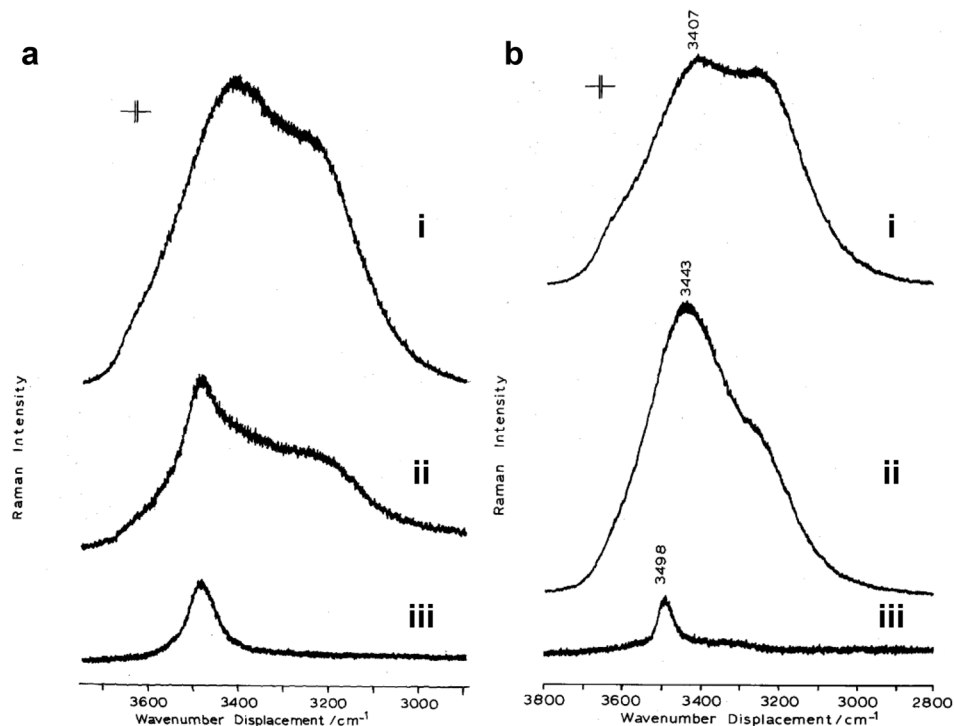 a
i
ii
iii
Raman Intensity
3600
3400
3200
3000
Wavenumber Displacement /cm⁻¹
b
3407
i
3443
ii
3498
iii
Raman Intensity
3800
3600
3400
3200
3000
2800
Wavenumber Displacement /cm⁻¹